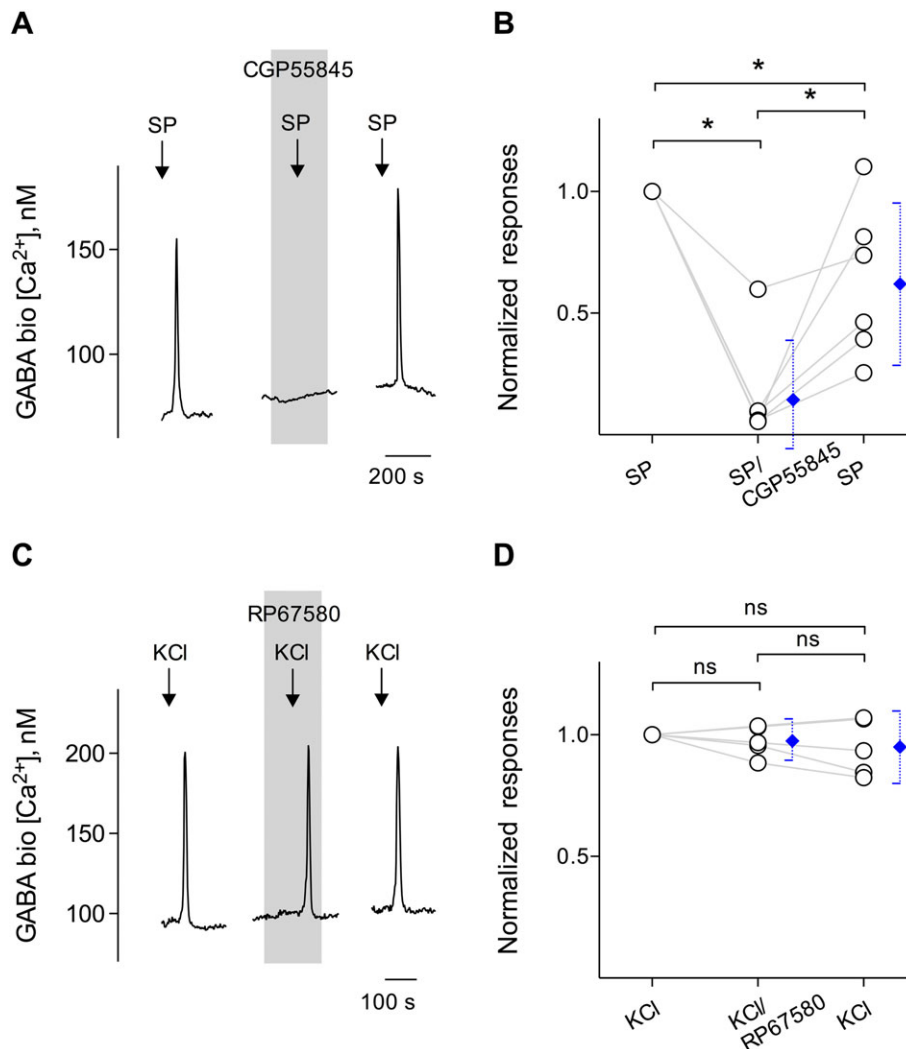 A
CGP55845
SP SP SP
GABA bio [Ca²⁺], nM
150
100
200 s
B
* 
* *
Normalized responses
1.0
0.5
SP SP/ CGP55845 SP
C
RP67580
KCl KCl KCl
GABA bio [Ca²⁺], nM
200
150
100
100 s
D
ns
ns ns
Normalized responses
1.0
0.5
KCl KCl/ RP67580 KCl